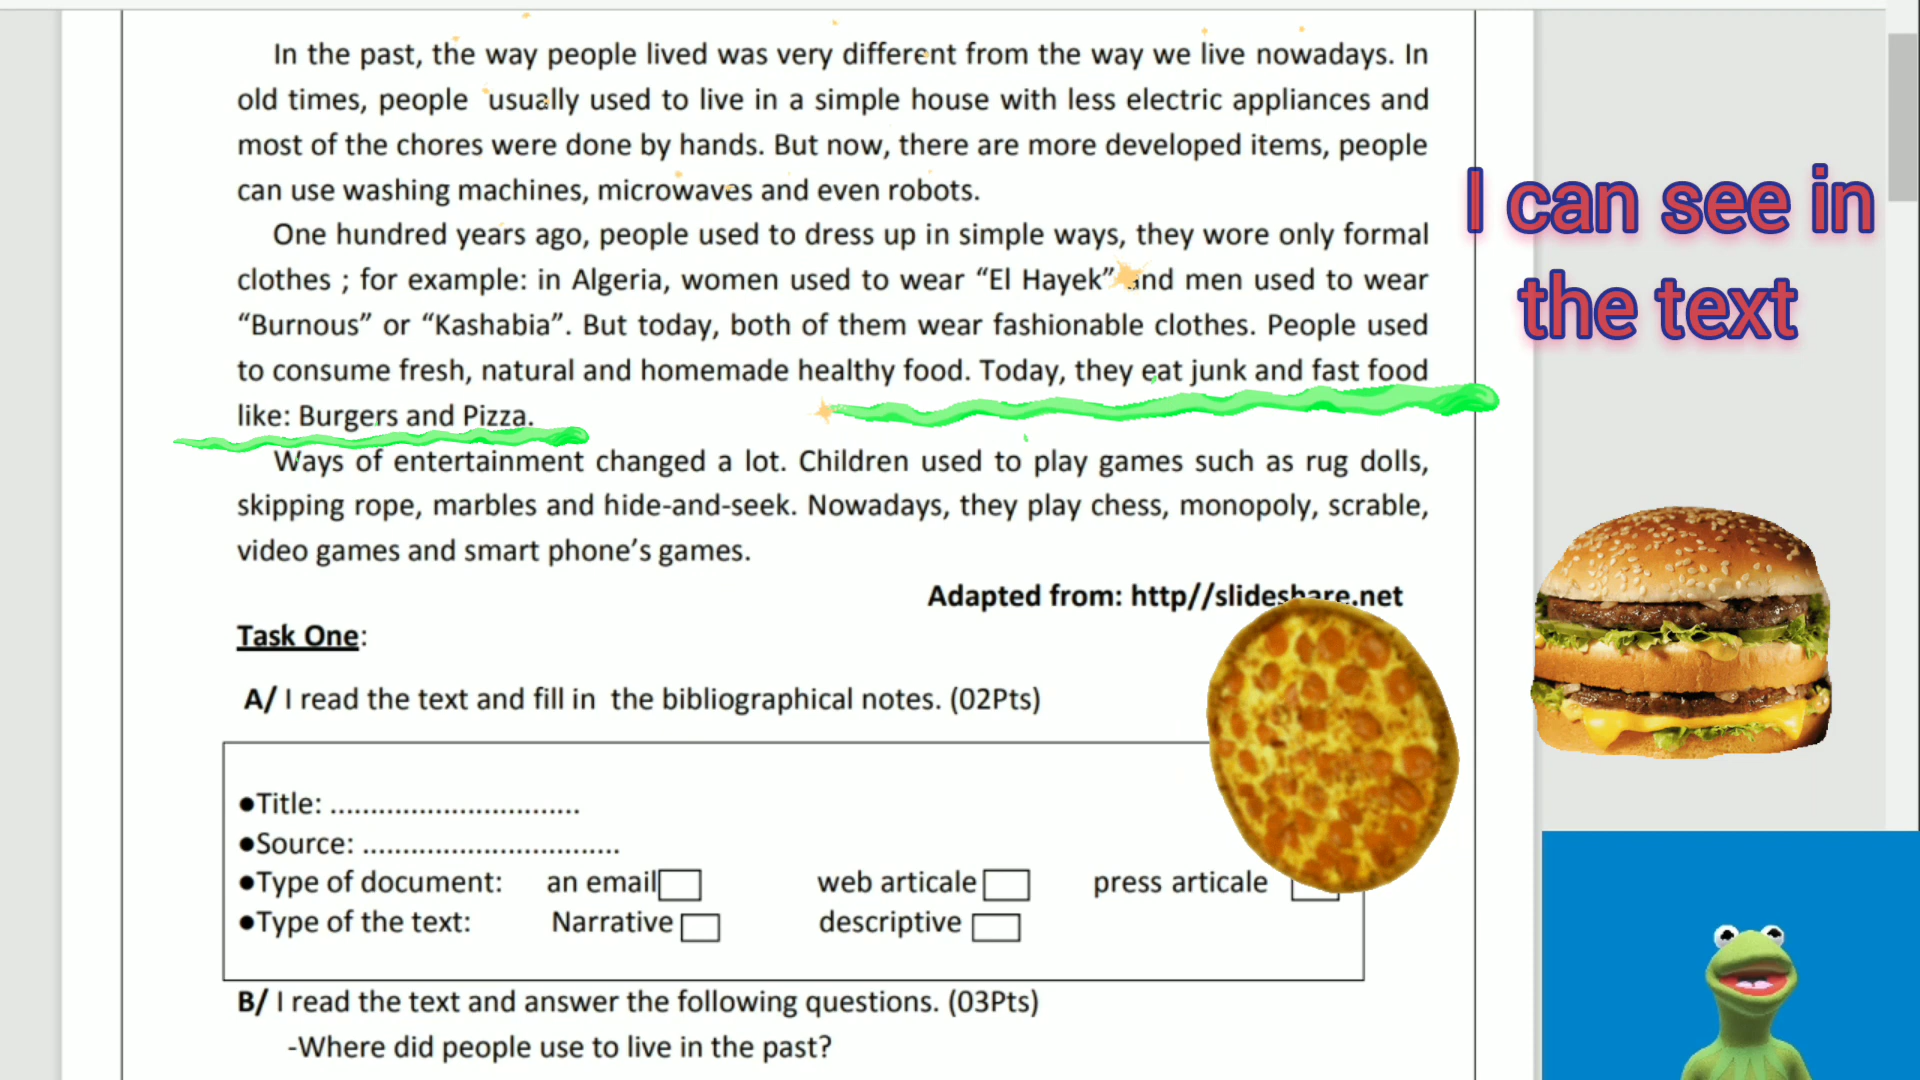 In the past, the way people lived was very different from the way we live nowadays. In
old times, people usually used to live in a simple house with less electric appliances and
most of the chores were done by hands. But now, there are more developed items, people
can use washing machines, microwaves and even robots.
One hundred years ago, people used to dress up in simple ways, they wore only formal
clothes ; for example: in Algeria, women used to wear “El Hayek” and men used to wear
“Burnous” or “Kashabia”. But today, both of them wear fashionable clothes. People used
to consume fresh, natural and homemade healthy food. Today, they eat junk and fast food
like: Burgers and Pizza.
Ways of entertainment changed a lot. Children used to play games such as rug dolls,
skipping rope, marbles and hide-and-seek. Nowadays, they play chess, monopoly, scrable,
video games and smart phone’s games.
Adapted from: http//slideshare.net
Task One:
A/ I read the text and fill in the bibliographical notes. (02Pts)
●Title: ...............................
●Source: ................................
●Type of document: an email web articale press articale
●Type of the text: Narrative descriptive
B/ I read the text and answer the following questions. (03Pts)
-Where did people use to live in the past?
I can see in
the text